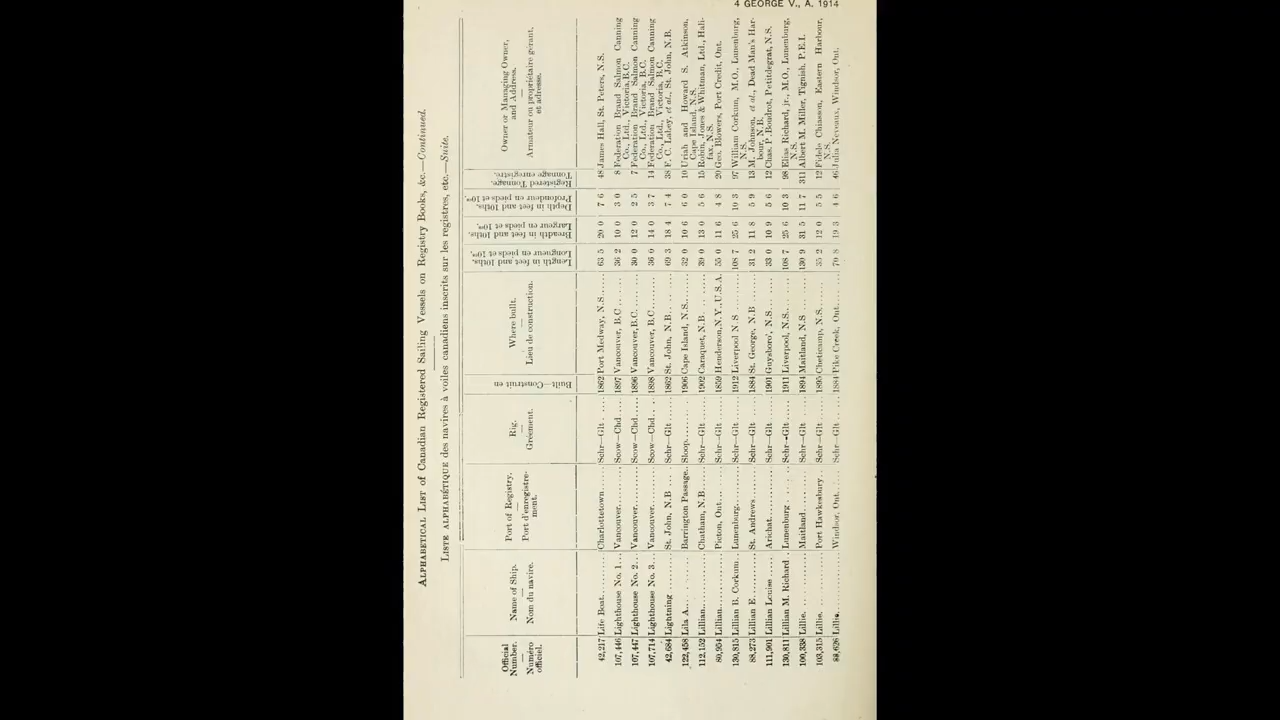 4 GEORGE V., A. 1914
ALPHABETICAL LIST of Canadian Registered Sailing Vessels on Registry Books, &c.—Continued.
LISTE ALPHABÉTIQUE des navires à voiles canadiens inscrits sur les registres, etc.—Suite.
Official Number. — Numéro officiel. | Name of Ship. — Nom du navire. | Port of Registry. — Port d'enregistrement. | Rig. — Gréement. | Built—Construit en | Where built. — Lieu de construction. | Length in feet and 10ths. Longueur en pieds et 10es. | Breadth in feet and 10ths. Largeur en pieds et 10es. | Depth in feet and 10ths. Profondeur en pieds et 10es. | Registered Tonnage. Tonnage enregistré. | Owner or Managing Owner, and Address. — Armateur ou propriétaire gérant, et adresse.
42,217 Life Boat Charlottetown Schr—Glt 1862 Port Medway, N.S. 63 5 20 0 7 6 48 James Hall, St. Peters, N.S.
107,446 Lighthouse No. 1 Vancouver Scow—Chd 1897 Vancouver, B.C 36 2 10 0 3 0 8 Federation Brand Salmon Canning Co., Ltd., Victoria, B.C.
107,447 Lighthouse No. 2 Vancouver Scow—Chd 1896 Vancouver, B.C. 30 0 12 0 2 5 7 Federation Brand Salmon Canning Co., Ltd., Victoria, B.C.
107,714 Lighthouse No. 3 Vancouver Scow—Chd 1898 Vancouver, B.C 36 0 14 0 3 7 14 Federation Brand Salmon Canning Co., Ltd., Victoria, B.C.
42,684 Lightning St. John, N.B Schr—Glt 1862 St. John, N.B. 69 3 18 4 7 4 38 F. C. Lahey, et al., St. John, N.B.
122,458 Lila A. Barrington Passage Sloop 1906 Cape Island, N.S. 32 0 10 6 6 0 10 Uriah and Howard S. Atkinson, Cape Island, N.S.
112,152 Lillian Chatham, N.B. Schr—Glt 1902 Caraquet, N.B 39 0 13 0 5 6 15 Robin, Jones & Whitman, Ltd., Halifax, N.S.
80,954 Lillian Picton, Ont. Schr—Glt 1859 Henderson, N.Y., U.S.A. 55 0 11 6 4 8 20 Geo. Blowers, Port Credit, Ont.
130,815 Lillian B. Corkum Lunenburg Schr—Glt 1912 Liverpool N.S 108 7 25 6 10 3 97 William Corkum, M.O., Lunenburg, N.S.
88,273 Lillian E. St. Andrews Schr—Glt 1884 St. George, N.B 31 2 11 8 5 9 13 M. Johnson, et al., Dead Man's Harbour, N.B.
111,901 Lillian Louise Arichat Schr—Glt 1901 Guysboro', N.S. 33 0 10 9 5 6 12 Chas. P. Boudrot, Petitdegrat, N.S.
130,811 Lillian M. Richard Lunenburg Schr—Glt 1911 Liverpool, N.S. 108 7 25 6 10 3 98 Elias Richard, jr., M.O., Lunenburg, N.S.
100,338 Lillie Maitland Schr—Glt 1894 Maitland, N.S 130 9 31 5 11 7 311 Albert M. Miller, Tignish, P.E.I.
103,315 Lillie Port Hawkesbury Schr—Glt 1895 Cheticamp, N.S. 35 2 12 0 5 5 12 Fidele Chiasson, Eastern Harbour, N.S.
88,626 Lillie Windsor, Ont. Schr—Glt 1884 Pike Creek, Ont. 70 8 19 3 4 6 46 Julia Neveaux, Windsor, Ont.